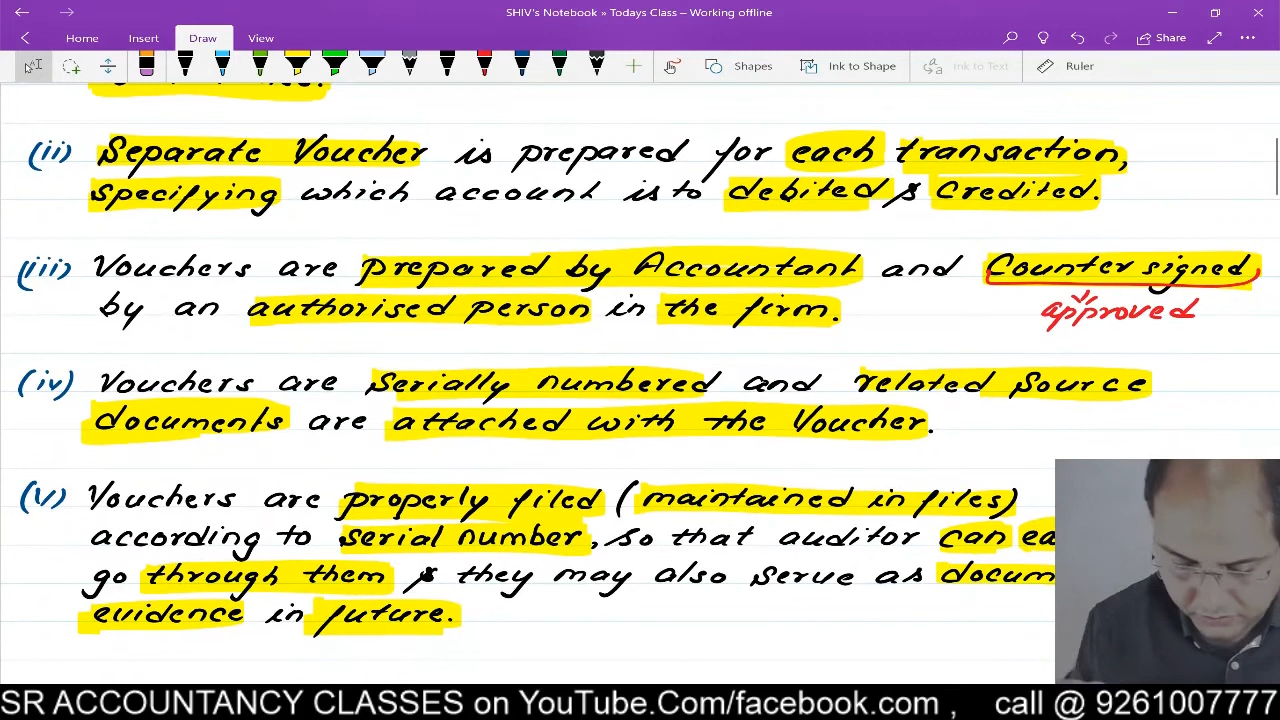 SHIV's Notebook » Todays Class – Working offline
Home Insert Draw View Share
Shapes Ink to Shape Ink to Text Ruler
(ii) Separate Voucher is prepared for each transaction,
specifying which account is to debited & Credited.
(iii) Vouchers are prepared by Accountant and Counter signed
by an authorised person in the firm. approved
(iv) Vouchers are serially numbered and related source
documents are attached with the Voucher.
(v) Vouchers are properly filed (maintained in files)
according to serial number, so that auditor can
go through them & they may also serve as
evidence in future.
SR ACCOUNTANCY CLASSES on YouTube.Com/facebook.com , call @ 9261007777